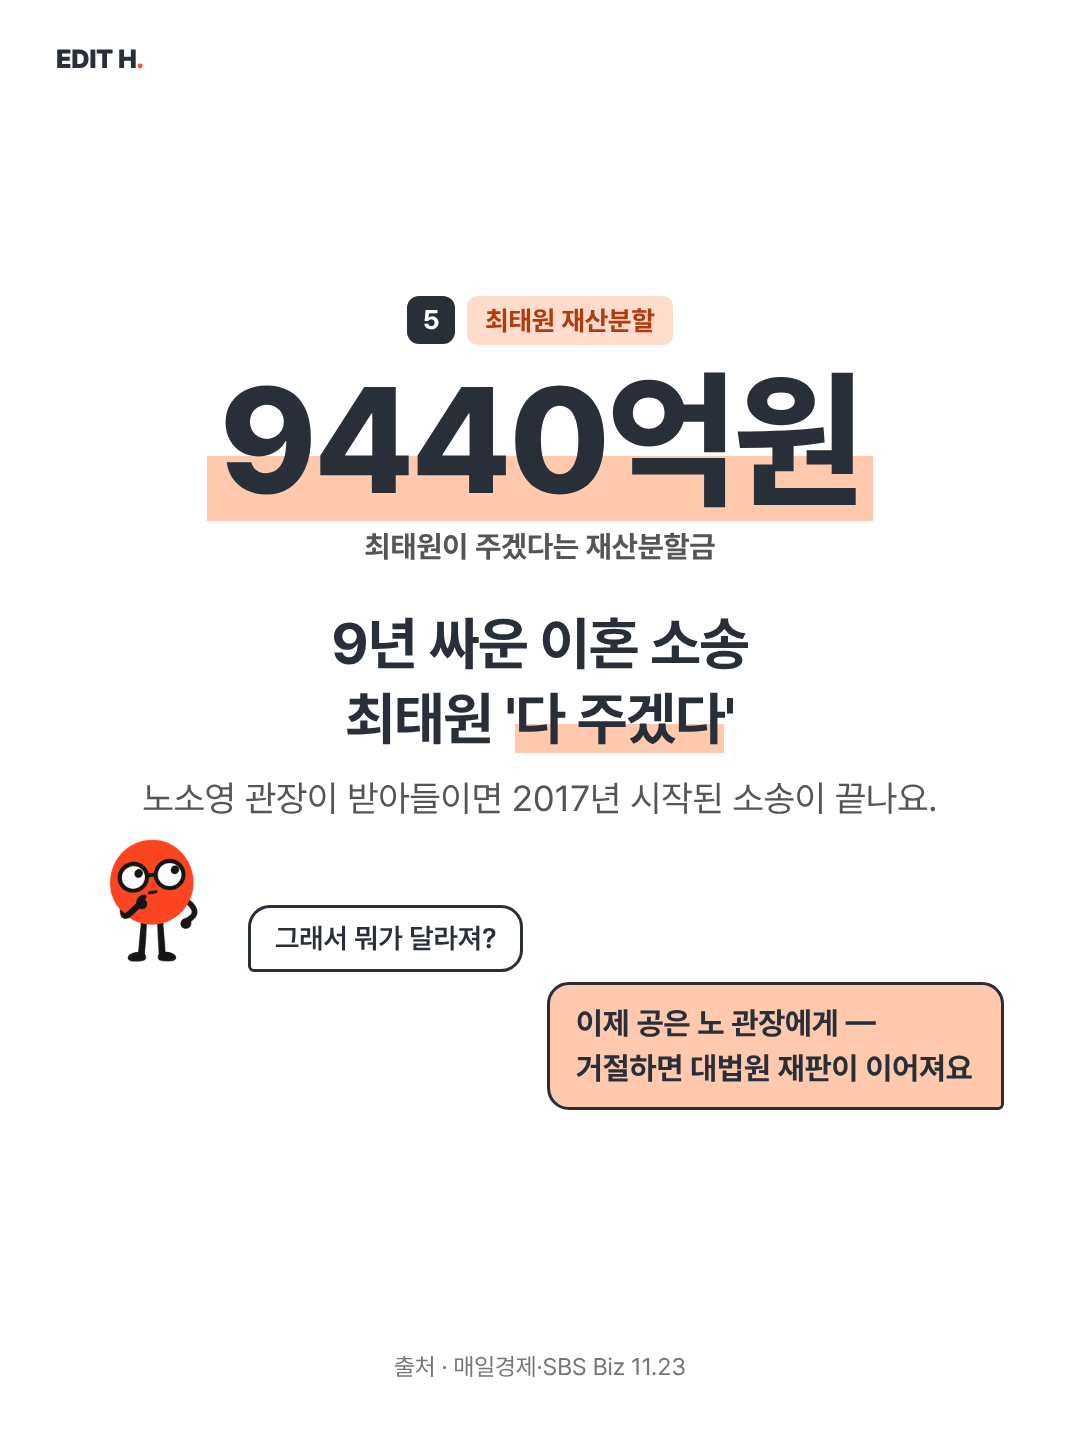 EDIT H.
5 최태원 재산분할
9440억원
최태원이 주겠다는 재산분할금
9년 싸운 이혼 소송
최태원 '다 주겠다'
노소영 관장이 받아들이면 2017년 시작된 소송이 끝나요.
그래서 뭐가 달라져?
이제 공은 노 관장에게 —
거절하면 대법원 재판이 이어져요
출처 · 매일경제·SBS Biz 11.23